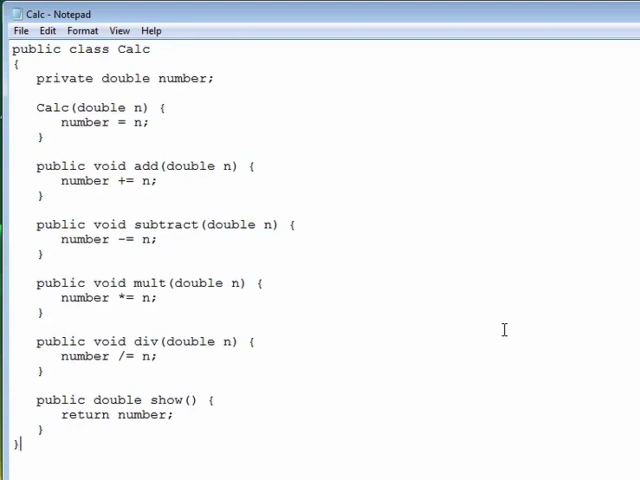 Calc - Notepad
File Edit Format View Help
public class Calc
{
private double number;
Calc(double n) {
number = n;
}
public void add(double n) {
number += n;
}
public void subtract(double n) {
number -= n;
}
public void mult(double n) {
number *= n;
}
public void div(double n) {
number /= n;
}
public double show() {
return number;
}
}